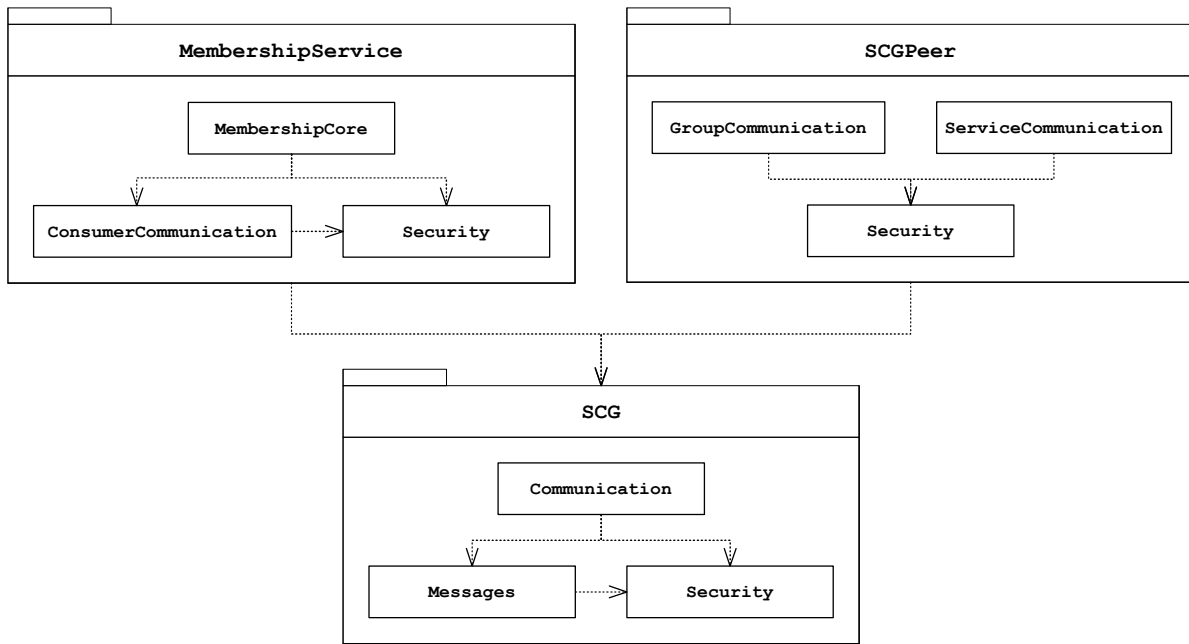 MembershipService
MembershipCore
ConsumerCommunication
Security
SCGPeer
GroupCommunication
ServiceCommunication
Security
SCG
Communication
Messages
Security